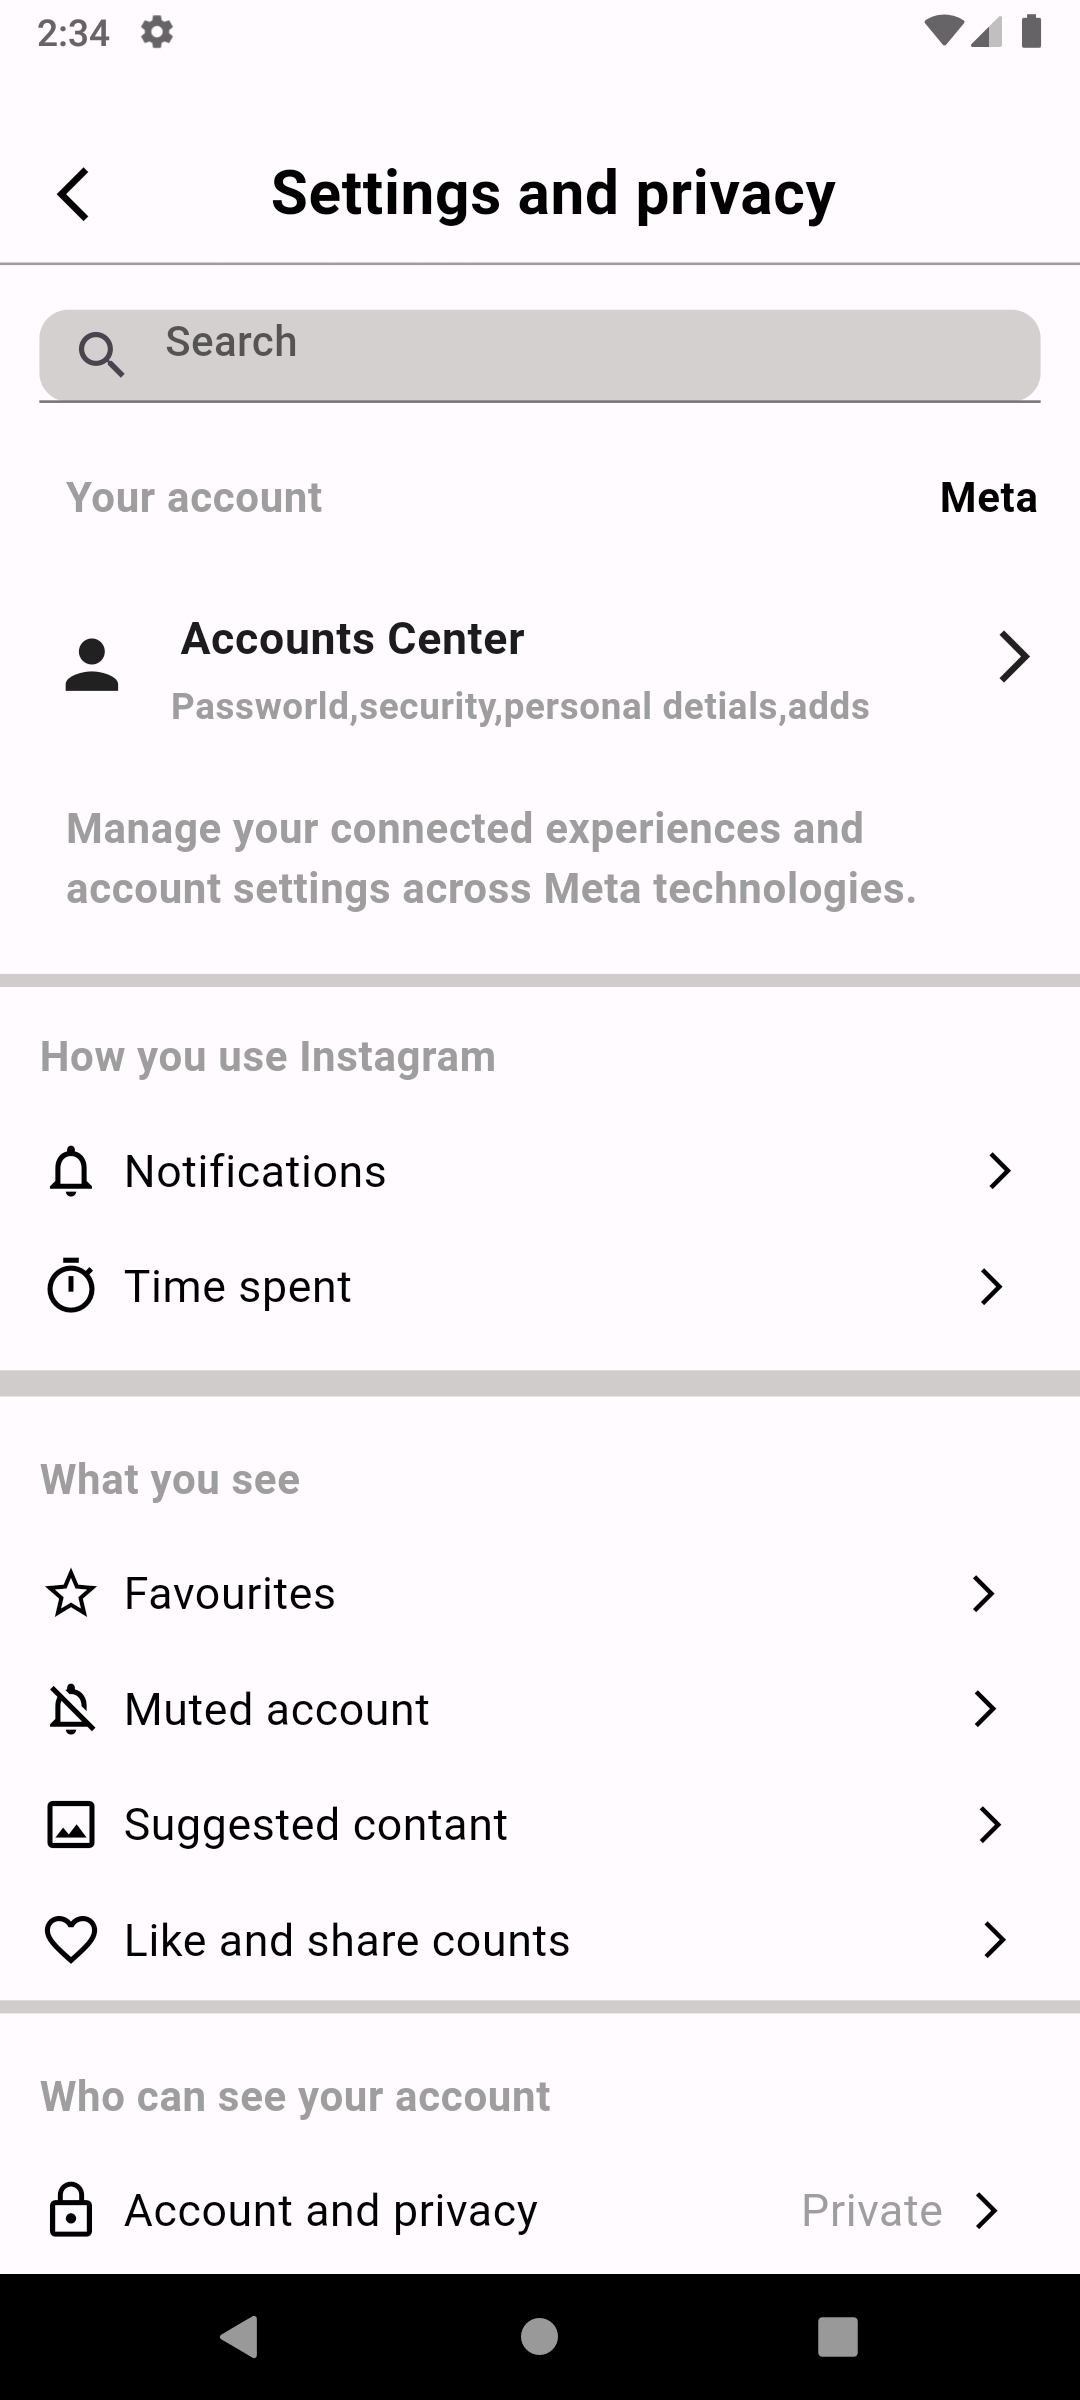 2:34
Settings and privacy
Search
Your account Meta
Accounts Center
Passworld,security,personal detials,adds
Manage your connected experiences and
account settings across Meta technologies.
How you use Instagram
Notifications
Time spent
What you see
Favourites
Muted account
Suggested contant
Like and share counts
Who can see your account
Account and privacy Private